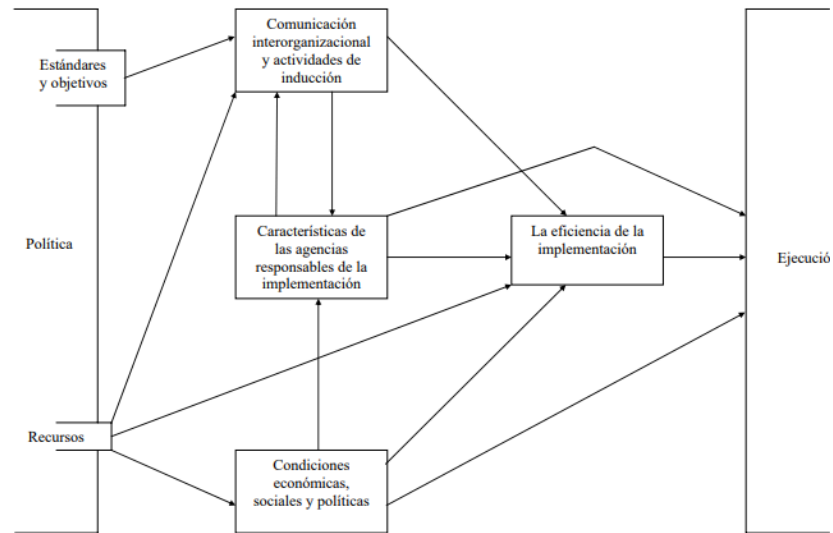 Comunicación
interorganizacional
y actividades de
inducción
Estándares
y objetivos
Política
Características de
las agencias
responsables de la
implementación
La eficiencia de la
implementación
Ejecució
Recursos
Condiciones
económicas,
sociales y políticas